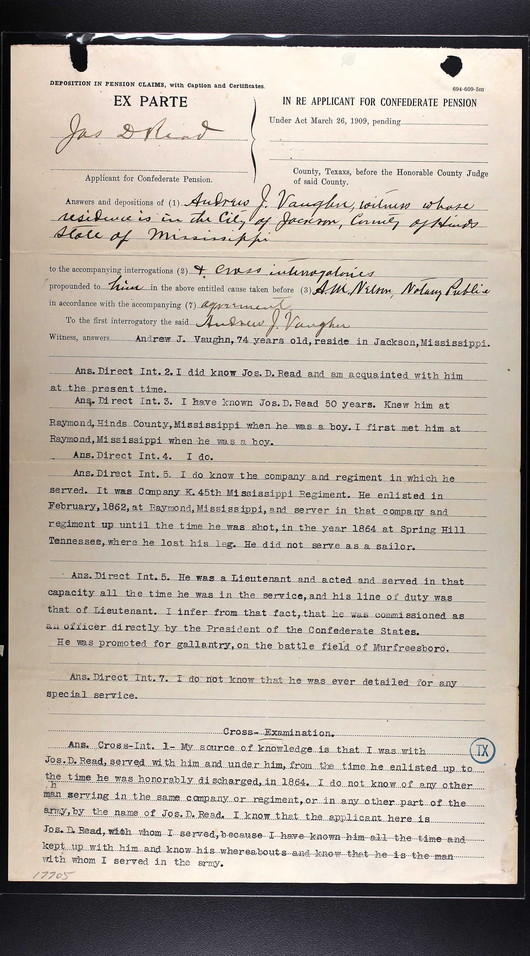 DEPOSITION IN PENSION CLAIMS, with Caption and Certificates.
694-609-5m
EX PARTE
Jas D Read
Applicant for Confederate Pension.
IN RE APPLICANT FOR CONFEDERATE PENSION
Under Act March 26, 1909, pending
County, Texaxs, before the Honorable County Judge
of said County.
Answers and depositions of (1) Andrew J. Vaughn, witness whose
residence is in the City of Jackson, County of Hinds
State of Mississippi
to the accompanying interrogations (2) & cross interrogatories
propounded to him in the above entitled cause taken before (3) A.M. Nelson, Notary Public
in accordance with the accompanying (7) agreement
To the first interrogatory the said Andrew J. Vaughn
Witness, answers Andrew J. Vaughn, 74 years old, reside in Jackson, Mississippi.
Ans. Direct Int. 2. I did know Jos. D. Read and am acquainted with him
at the present time.
Ans. Direct Int. 3. I have known Jos. D. Read 50 years. Knew him at
Raymond, Hinds County, Mississippi when he was a boy. I first met him at
Raymond, Mississippi when he was a boy.
Ans. Direct Int. 4. I do.
Ans. Direct Int. 5. I do know the company and regiment in which he
served. It was Company K. 45th Mississippi Regiment. He enlisted in
February, 1862, at Raymond, Mississippi, and server in that company and
regiment up until the time he was shot, in the year 1864 at Spring Hill
Tennessee, where he lost his leg. He did not serve as a sailor.
Ans. Direct Int. 5. He was a Lieutenant and acted and served in that
capacity all the time he was in the service, and his line of duty was
that of Lieutenant. I infer from that fact, that he was commissioned as
an officer directly by the President of the Confederate States.
He was promoted for gallantry, on the battle field of Murfreesboro.
Ans. Direct Int. 7. I do not know that he was ever detailed for any
special service.
Cross- Examination.
IX
Ans. Cross-Int. 1- My source of knowledge is that I was with
Jos. D. Read, served with him and under him, from the time he enlisted up to
the time he was honorably discharged, in 1864. I do not know of any other
man serving in the same company or regiment, or in any other part of the
army, by the name of Jos. D. Read. I know that the applicant here is
Jos. D. Read, with whom I served, because I have known him all the time and
kept up with him and know his whereabouts and know that he is the man
with whom I served in the army.
17705